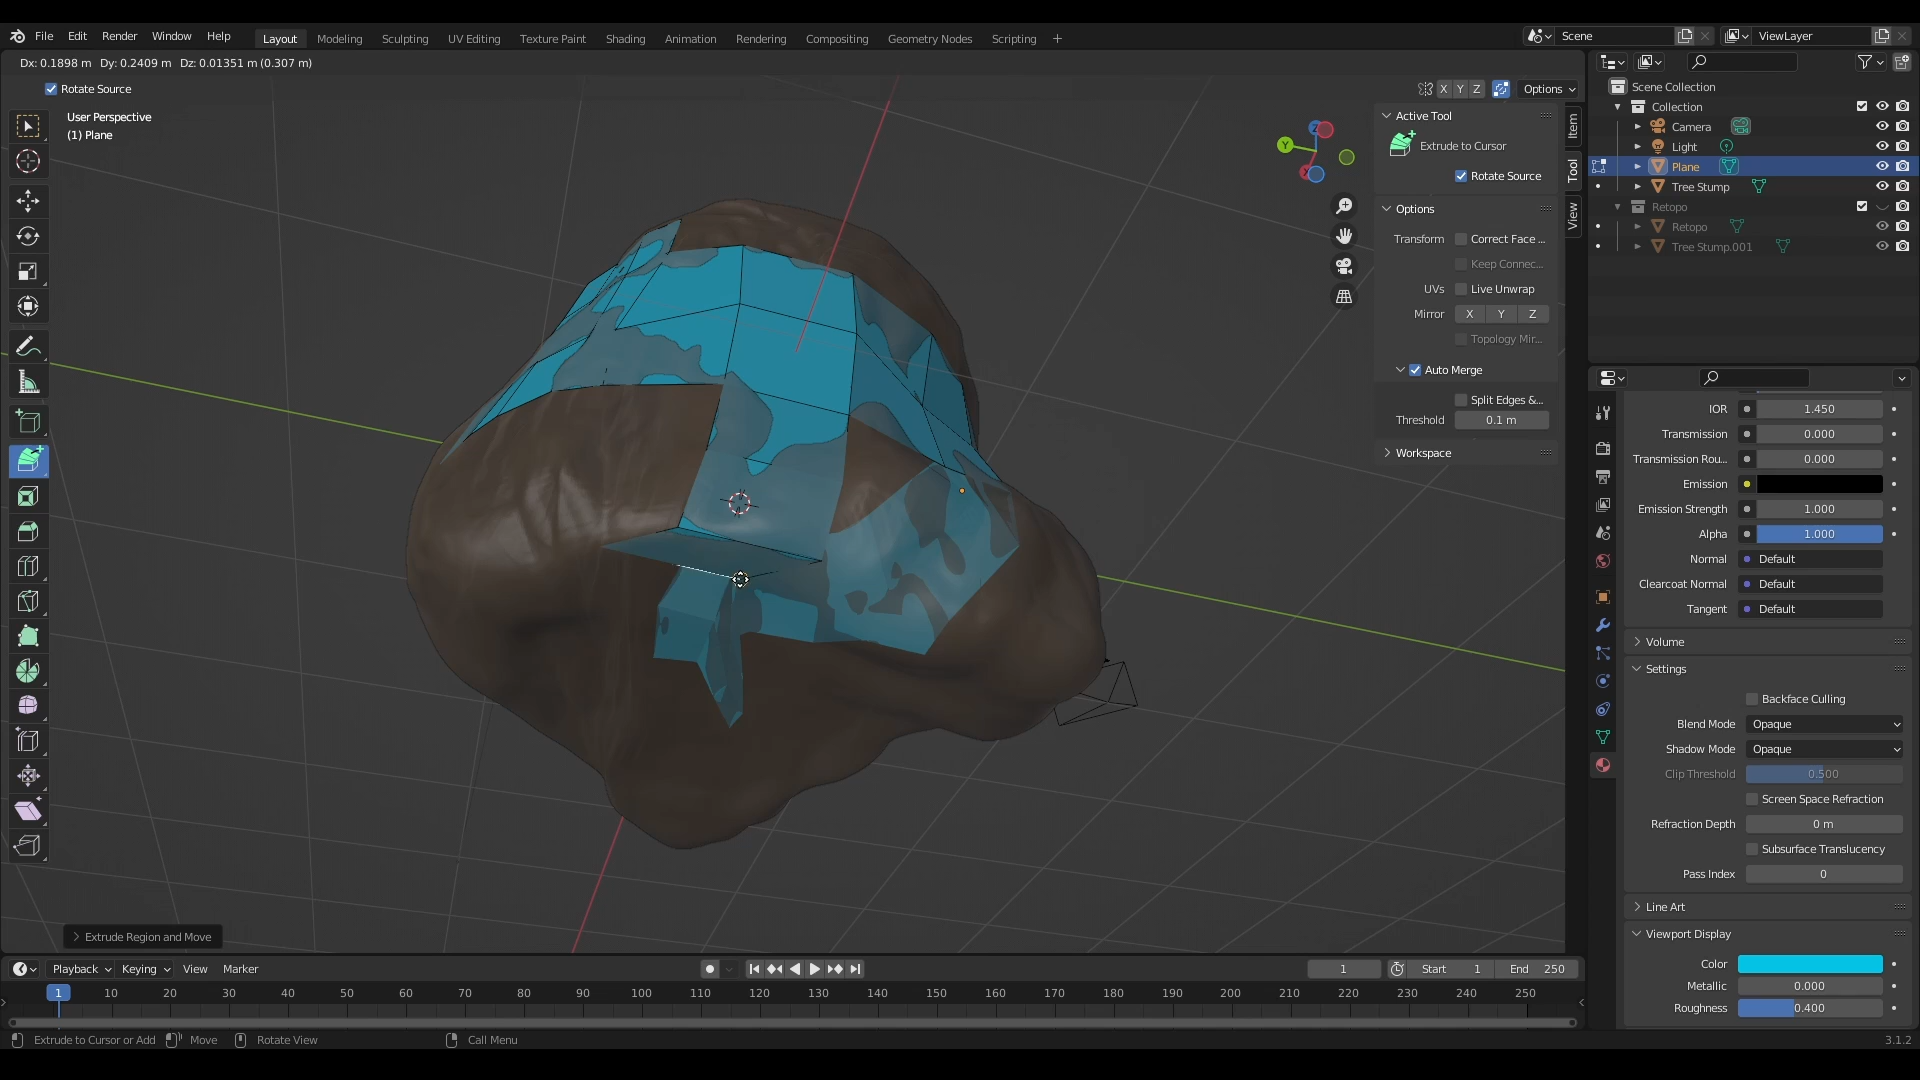 File Edit Render Window Help Layout Modeling Sculpting UV Editing Texture Paint Shading Animation Rendering Compositing Geometry Nodes Scripting + Scene ViewLayer
Dx: 0.1898 m Dy: 0.2409 m Dz: 0.01351 m (0.307 m)
Rotate Source
X Y Z Options
User Perspective
(1) Plane
Y
Z
Active Tool
Extrude to Cursor
Rotate Source
Options
Transform Correct Face ...
Keep Connec...
UVs Live Unwrap
Mirror X Y Z
Topology Mir...
Auto Merge
Split Edges &...
Threshold 0.1 m
Workspace
Item
Tool
View
Scene Collection
Collection
Camera
Light
Plane
Tree Stump
Retopo
Retopo
Tree Stump.001
IOR 1.450
Transmission 0.000
Transmission Rou... 0.000
Emission
Emission Strength 1.000
Alpha 1.000
Normal Default
Clearcoat Normal Default
Tangent Default
Volume
Settings
Backface Culling
Blend Mode Opaque
Shadow Mode Opaque
Clip Threshold 0.500
Screen Space Refraction
Refraction Depth 0 m
Subsurface Translucency
Pass Index 0
Line Art
Viewport Display
Color
Metallic 0.000
Roughness 0.400
Extrude Region and Move
Playback Keying View Marker 1 Start 1 End 250
1 10 20 30 40 50 60 70 80 90 100 110 120 130 140 150 160 170 180 190 200 210 220 230 240 250
Extrude to Cursor or Add Move Rotate View Call Menu 3.1.2